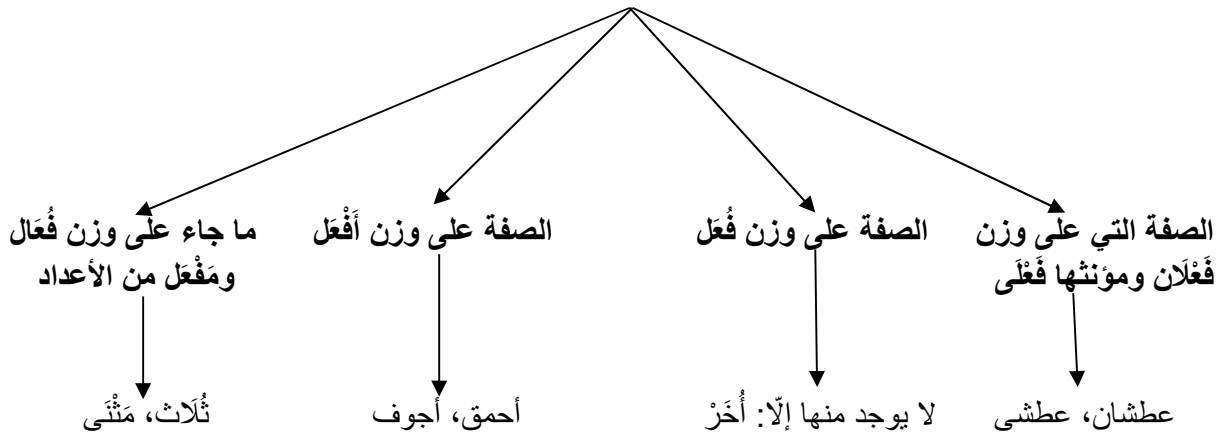 الصفة التي على وزن
فَعْلَان ومؤنثها فَعْلَى
الصفة على وزن فُعَل
الصفة على وزن أَفْعَل
ما جاء على وزن فُعَال
ومَفْعَل من الأعداد
عطشان، عطشى
لا يوجد منها إلّا: أُخَرْ
أحمق، أجوف
ثُلَاث، مَثْنَى